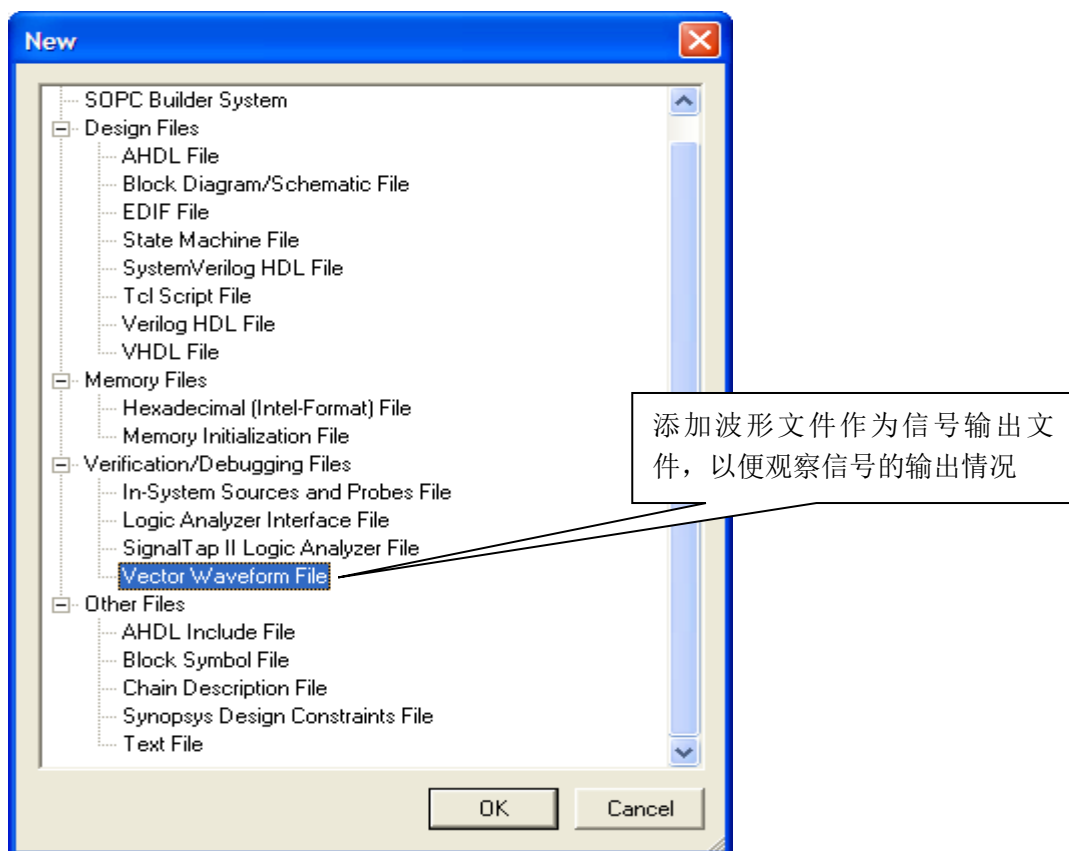 New
SOPC Builder System
Design Files
AHDL File
Block Diagram/Schematic File
EDIF File
State Machine File
SystemVerilog HDL File
Tcl Script File
Verilog HDL File
VHDL File
Memory Files
Hexadecimal (Intel-Format) File
Memory Initialization File
Verification/Debugging Files
In-System Sources and Probes File
Logic Analyzer Interface File
SignalTap II Logic Analyzer File
Vector Waveform File
Other Files
AHDL Include File
Block Symbol File
Chain Description File
Synopsys Design Constraints File
Text File
OK
Cancel
添加波形文件作为信号输出文
件，以便观察信号的输出情况